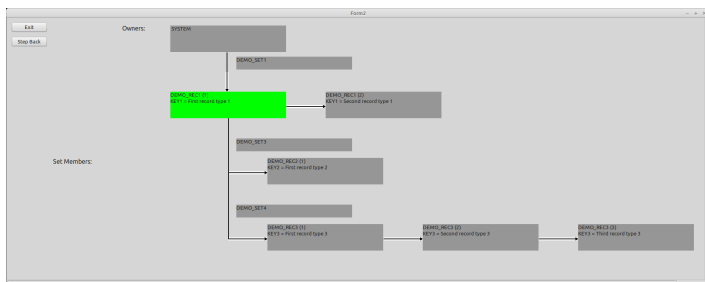 Form2
Exit
Owners:
SYSTEM
Step Back
DEMO_SET1
DEMO_REC1 (1)
KEY1 = First record type 1
DEMO_REC1 (2)
KEY1 = Second record type 1
DEMO_SET3
Set Members:
DEMO_REC2 (1)
KEY2 = First record type 2
DEMO_SET4
DEMO_REC3 (1)
KEY3 = First record type 3
DEMO_REC3 (2)
KEY3 = Second record type 3
DEMO_REC3 (3)
KEY3 = Third record type 3